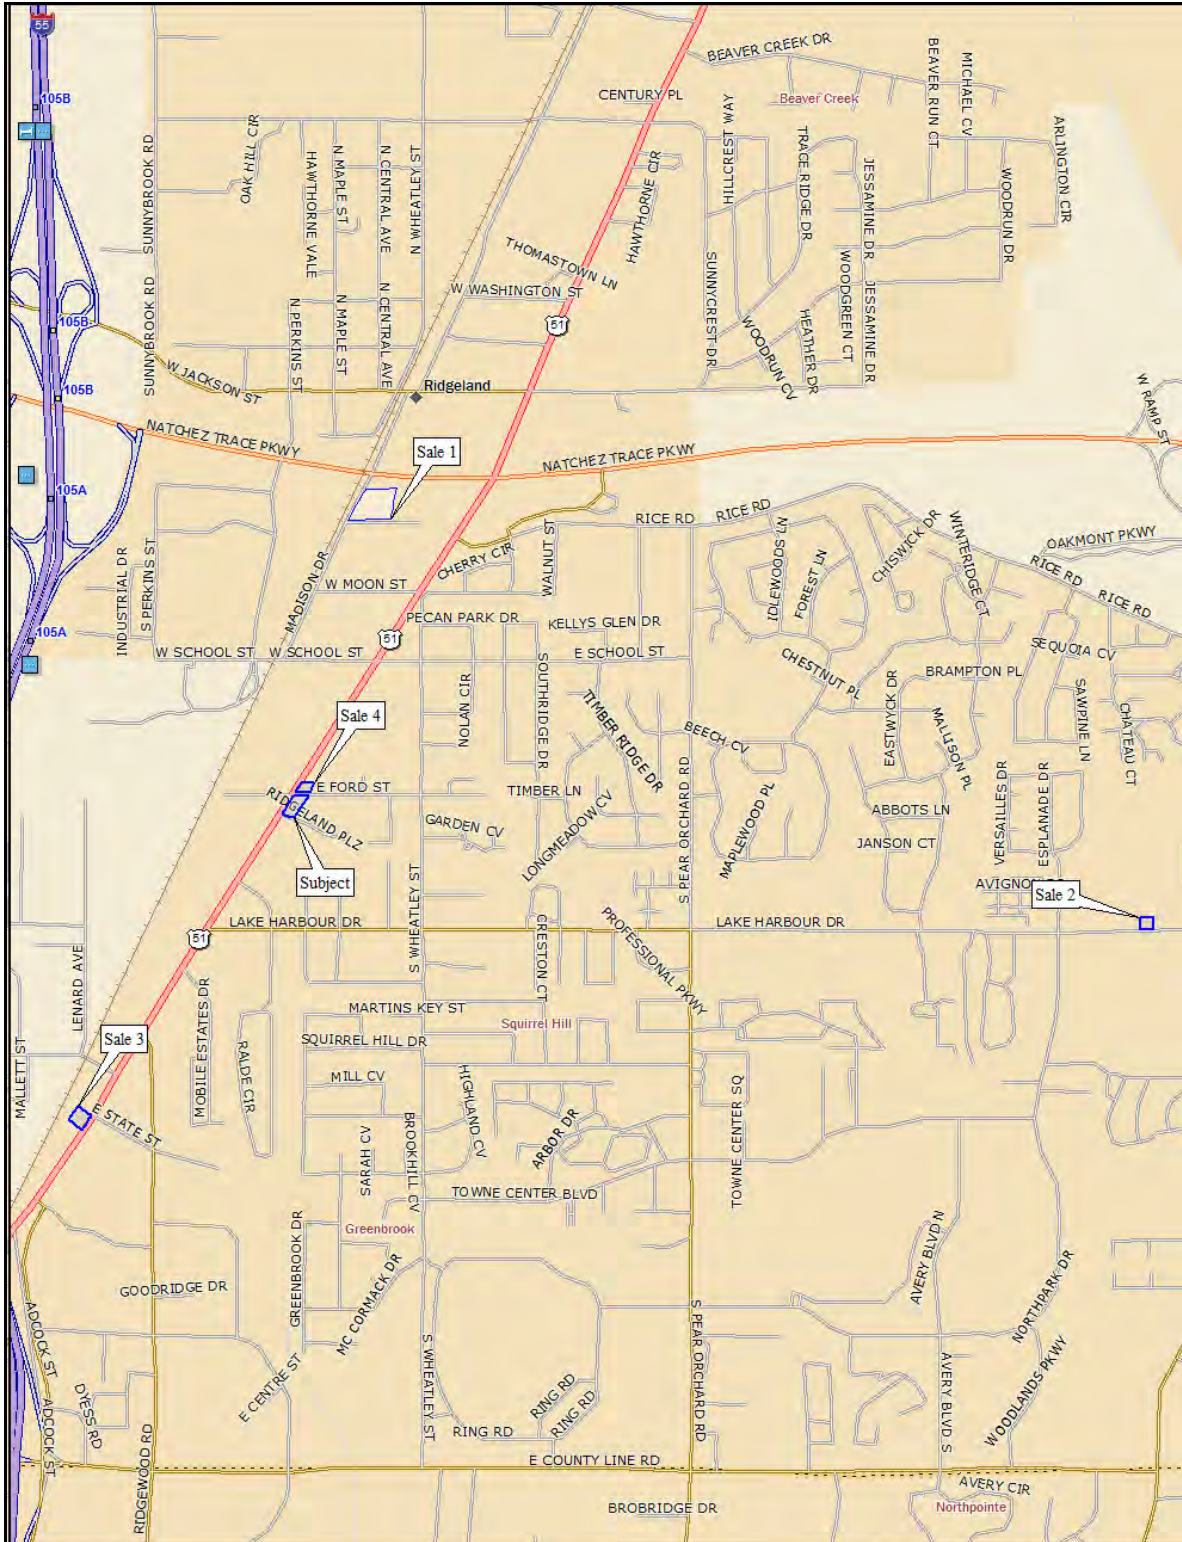 55
105B
BEAVER CREEK DR
BEAVER RUN CT
MICHAEL CV
CENTURY PL
Beaver Creek
HILLCREST WAY
ARLINGTON CIR
SUNNYBROOK RD
OAK HILL CIR
HAWTHORNE VALE
N MAPLE ST
N CENTRAL AVE
N WHEATLEY ST
HAWTHORNE CIR
TRACE RIDGE DR
JESSAMINE DR
WOODRUN DR
THOMASTOWN LN
SUNNYCREST DR
WOODGREEN CT
JESSAMINE DR
W WASHINGTON ST
SUNNYBROOK RD
N PERKINS ST
N MAPLE ST
N CENTRAL AVE
51
105B
WOODRUN CV
HEATHER DR
W JACKSON ST
Ridgeland
105B
W RAMP ST
NATCHEZ TRACE PKWY
Sale 1
NATCHEZ TRACE PKWY
105A
RICE RD
RICE RD
IDLEWOODS LN
FOREST LN
CHISWICK DR
WINTERIDGE CT
OAKMONT PKWY
INDUSTRIAL DR
S PERKINS ST
MADISON DR
CHERRY CIR
WALNUT ST
RICE RD
RICE RD
W MOON ST
105A
PECAN PARK DR
KELLYS GLEN DR
51
W SCHOOL ST
W SCHOOL ST
E SCHOOL ST
SEQUOIA CV
CHESTNUT PL
BRAMPTON PL
NOLAN CIR
SOUTHRIDGE DR
TIMBER RIDGE DR
EASTWYCK DR
MALLISON PL
SAWPINE LN
CHATEAU CT
Sale 4
BEECH CV
E FORD ST
RIDGELAND PLZ
TIMBER LN
S PEAR ORCHARD RD
MAPLEWOOD PL
ABBOTS LN
VERSAILLES DR
ESPLANADE DR
GARDEN CV
LONGMEADOW CV
JANSON CT
Subject
Sale 2
LAKE HARBOUR DR
S WHEATLEY ST
CRESTON CT
PROFESSIONAL PKWY
LAKE HARBOUR DR
51
LENARD AVE
MOBILE ESTATES DR
MARTINS KEY ST
Squirrel Hill
Sale 3
SQUIRREL HILL DR
RALDE CIR
MALLETT ST
MILL CV
HIGHLAND CV
TOWNE CENTER SQ
E STATE ST
SARAH CV
BROOKHILL CV
ARBOR DR
TOWNE CENTER BLVD
Greenbrook
GREENBROOK DR
AVERY BLVD N
NORTHPARK DR
GOODRIDGE DR
MC CORMACK DR
ADCOCK ST
S WHEATLEY ST
S PEAR ORCHARD RD
AVERY BLVD S
WOODLANDS PKWY
E CENTRE ST
DYESS RD
ADCOCK ST
RING RD
RING RD
RING RD
RIDGEWOOD RD
E COUNTY LINE RD
AVERY CIR
BROBRIDGE DR
Northpointe